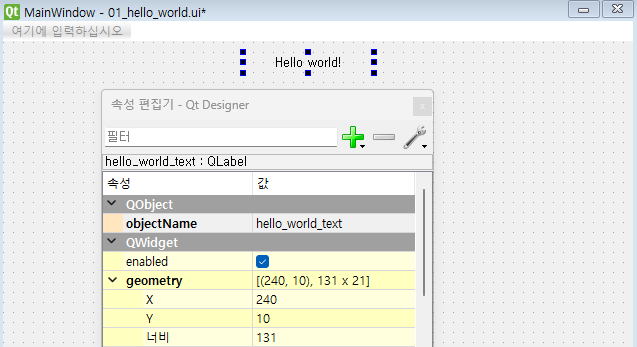 Qt MainWindow - 01_hello_world.ui*
여기에 입력하십시오
Hello world!
속성 편집기 - Qt Designer
필터
hello_world_text : QLabel
속성 값
QObject
objectName hello_world_text
QWidget
enabled
geometry [(240, 10), 131 x 21]
X 240
Y 10
너비 131